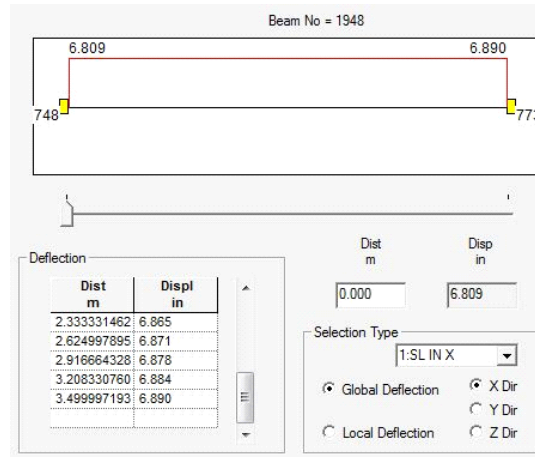 Beam No = 1948
6.809 6.890
748 773
Deflection
Dist Displ
m in
2.333331462 6.865
2.624997895 6.871
2.916664328 6.878
3.208330760 6.884
3.499997193 6.890
Dist Disp
m in
0.000 6.809
Selection Type
1:SL IN X
Global Deflection X Dir
Y Dir
Local Deflection Z Dir